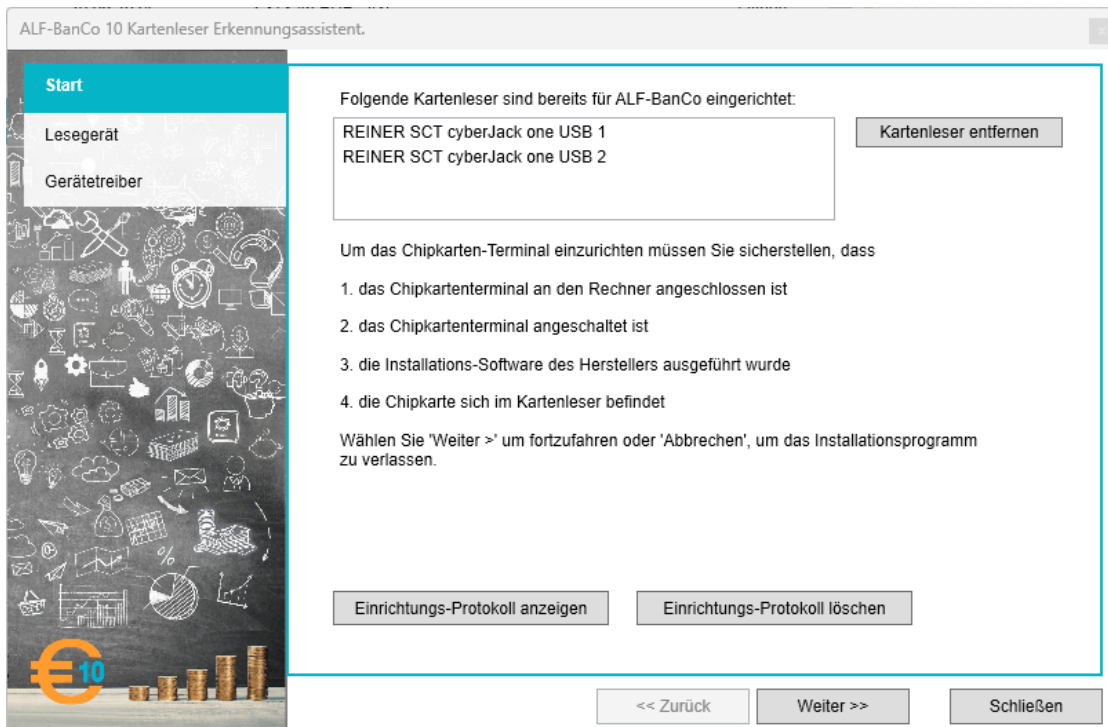 ALF-BanCo 10 Kartenleser Erkennungsassistent.
x
Start
Lesegerät
Gerätetreiber
Folgende Kartenleser sind bereits für ALF-BanCo eingerichtet:
REINER SCT cyberJack one USB 1
REINER SCT cyberJack one USB 2
Kartenleser entfernen
Um das Chipkarten-Terminal einzurichten müssen Sie sicherstellen, dass
1. das Chipkartenterminal an den Rechner angeschlossen ist
2. das Chipkartenterminal angeschaltet ist
3. die Installations-Software des Herstellers ausgeführt wurde
4. die Chipkarte sich im Kartenleser befindet
Wählen Sie 'Weiter >' um fortzufahren oder 'Abbrechen', um das Installationsprogramm
zu verlassen.
Einrichtungs-Protokoll anzeigen
Einrichtungs-Protokoll löschen
€10
<< Zurück
Weiter >>
Schließen